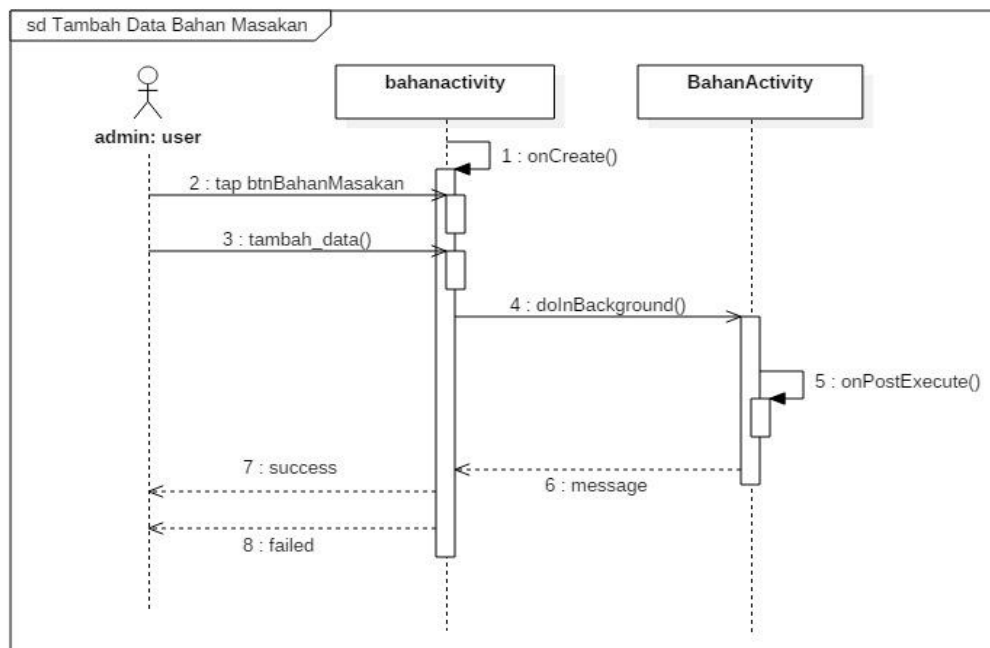 sd Tambah Data Bahan Masakan
bahanactivity
BahanActivity
admin: user
1 : onCreate()
2 : tap btnBahanMasakan
3 : tambah_data()
4 : doInBackground()
5 : onPostExecute()
6 : message
7 : success
8 : failed